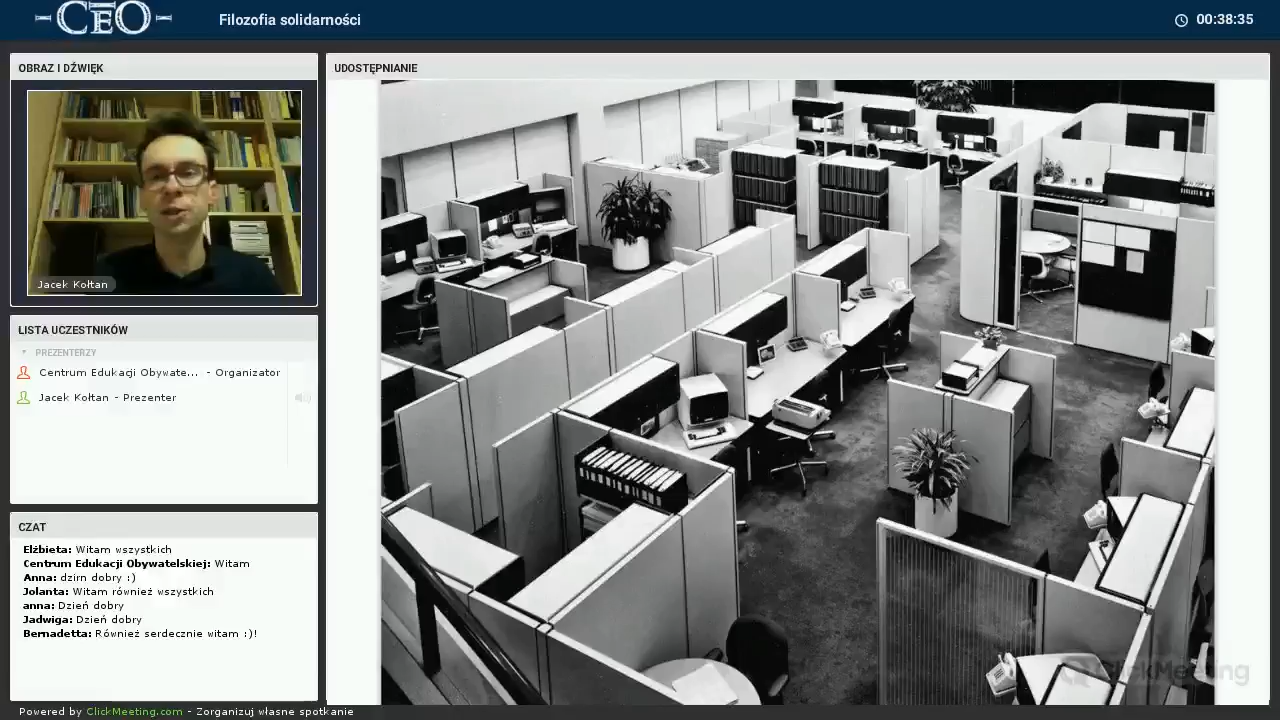 CEO
Filozofia solidarności
00:38:35
OBRAZ I DŹWIĘK
Jacek Kołtan
LISTA UCZESTNIKÓW
PREZENTERZY
Centrum Edukacji Obywate... - Organizator
Jacek Kołtan - Prezenter
CZAT
Elżbieta: Witam wszystkich
Centrum Edukacji Obywatelskiej: Witam
Anna: dzirn dobry :)
Jolanta: Witam również wszystkich
anna: Dzień dobry
Jadwiga: Dzień dobry
Bernadetta: Również serdecznie witam :)!
UDOSTĘPNIANIE
ClickMeeting
Powered by ClickMeeting.com - Zorganizuj własne spotkanie